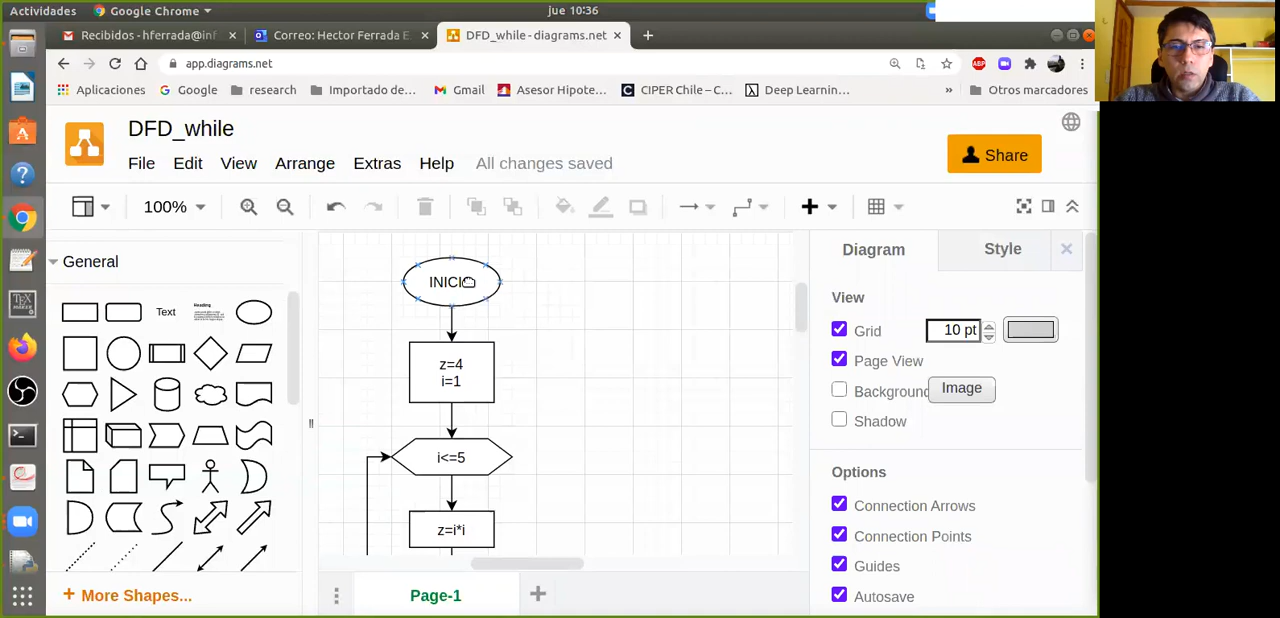 Actividades Google Chrome jue 10:36
Recibidos - hferrada@inf Correo: Hector Ferrada E. DFD_while - diagrams.net
app.diagrams.net ABP
Aplicaciones Google research Importado de... Gmail Asesor Hipote... CIPER Chile – C... Deep Learnin... » Otros marcadores
DFD_while
File Edit View Arrange Extras Help All changes saved
Share
100%
General
Text
Heading
More Shapes...
INICIO
z=4
i=1
i<=5
z=i*i
Page-1
Diagram Style
View
Grid 10 pt
Page View
Background Image
Shadow
Options
Connection Arrows
Connection Points
Guides
Autosave